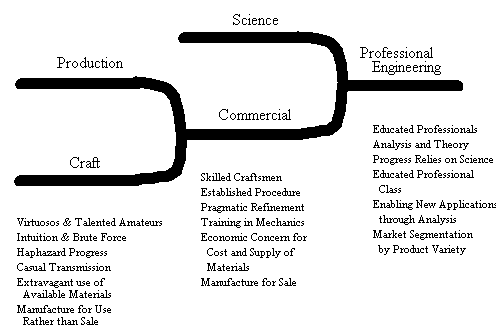 Science
Professional
Engineering
Production
Commercial
Craft
Virtuosos & Talented Amateurs
Intuition & Brute Force
Haphazard Progress
Casual Transmission
Extravagant use of
Available Materials
Manufacture for Use
Rather than Sale
Skilled Craftsmen
Established Procedure
Pragmatic Refinement
Training in Mechanics
Economic Concern for
Cost and Supply of
Materials
Manufacture for Sale
Educated Professionals
Analysis and Theory
Progress Relies on Science
Educated Professional
Class
Enabling New Applications
through Analysis
Market Segmentation
by Product Variety